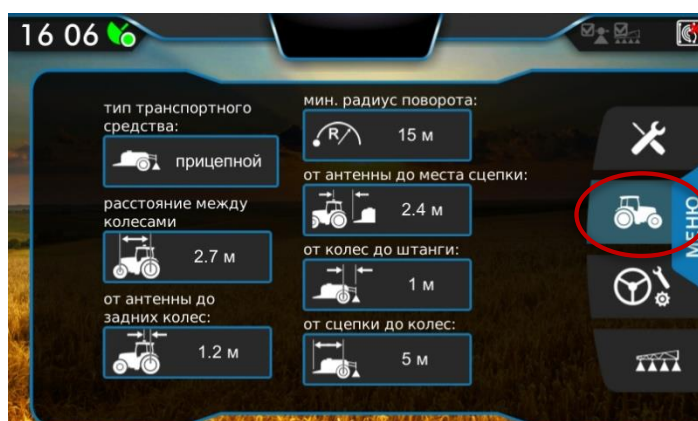 16 06
тип транспортного
средства:
прицепной
расстояние между
колесами
2.7 м
от антенны до
задних колес:
1.2 м
мин. радиус поворота:
R
15 м
от антенны до места сцепки:
2.4 м
от колес до штанги:
1 м
от сцепки до колес:
5 м
МЕНЮ